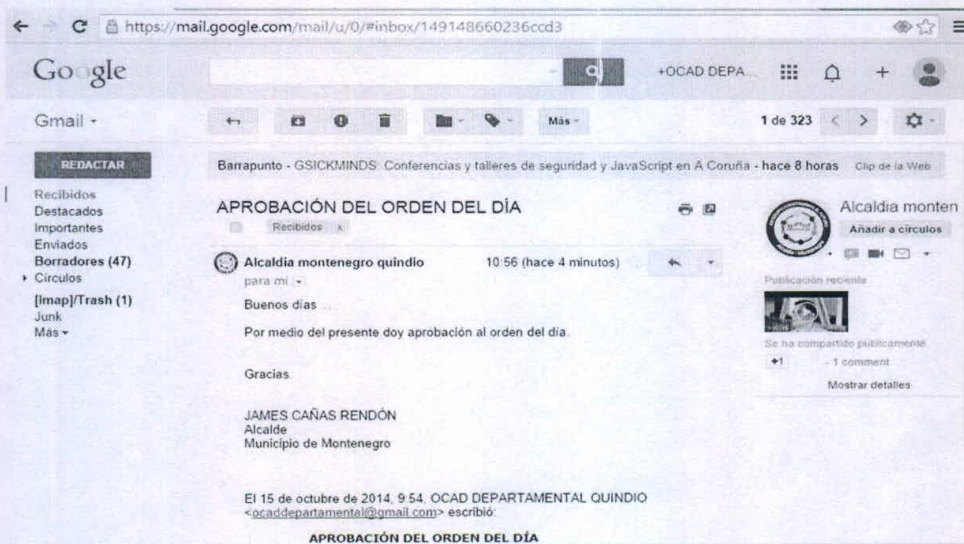 https://mail.google.com/mail/u/0/#inbox/149148660236ccd3
Google
+OCAD DEPA...
Gmail
Más
1 de 323
REDACTAR
Barrapunto - GSICKMINDS: Conferencias y talleres de seguridad y JavaScript en A Coruña - hace 8 horas Clip de la Web
Recibidos
Destacados
Importantes
Enviados
Borradores (47)
Círculos
[Imap]/Trash (1)
Junk
Más
APROBACIÓN DEL ORDEN DEL DÍA
Recibidos x
Alcaldia montenegro quindio 10:56 (hace 4 minutos)
para mí
Buenos días ...
Por medio del presente doy aprobación al orden del día.
Gracias.
JAMES CAÑAS RENDÓN
Alcalde
Municipio de Montenegro
El 15 de octubre de 2014, 9:54, OCAD DEPARTAMENTAL QUINDIO
<ocaddepartamental@gmail.com> escribió:
APROBACIÓN DEL ORDEN DEL DÍA
Alcaldia monten
Añadir a círculos
Publicación reciente
Se ha compartido públicamente
+1 - 1 comment
Mostrar detalles